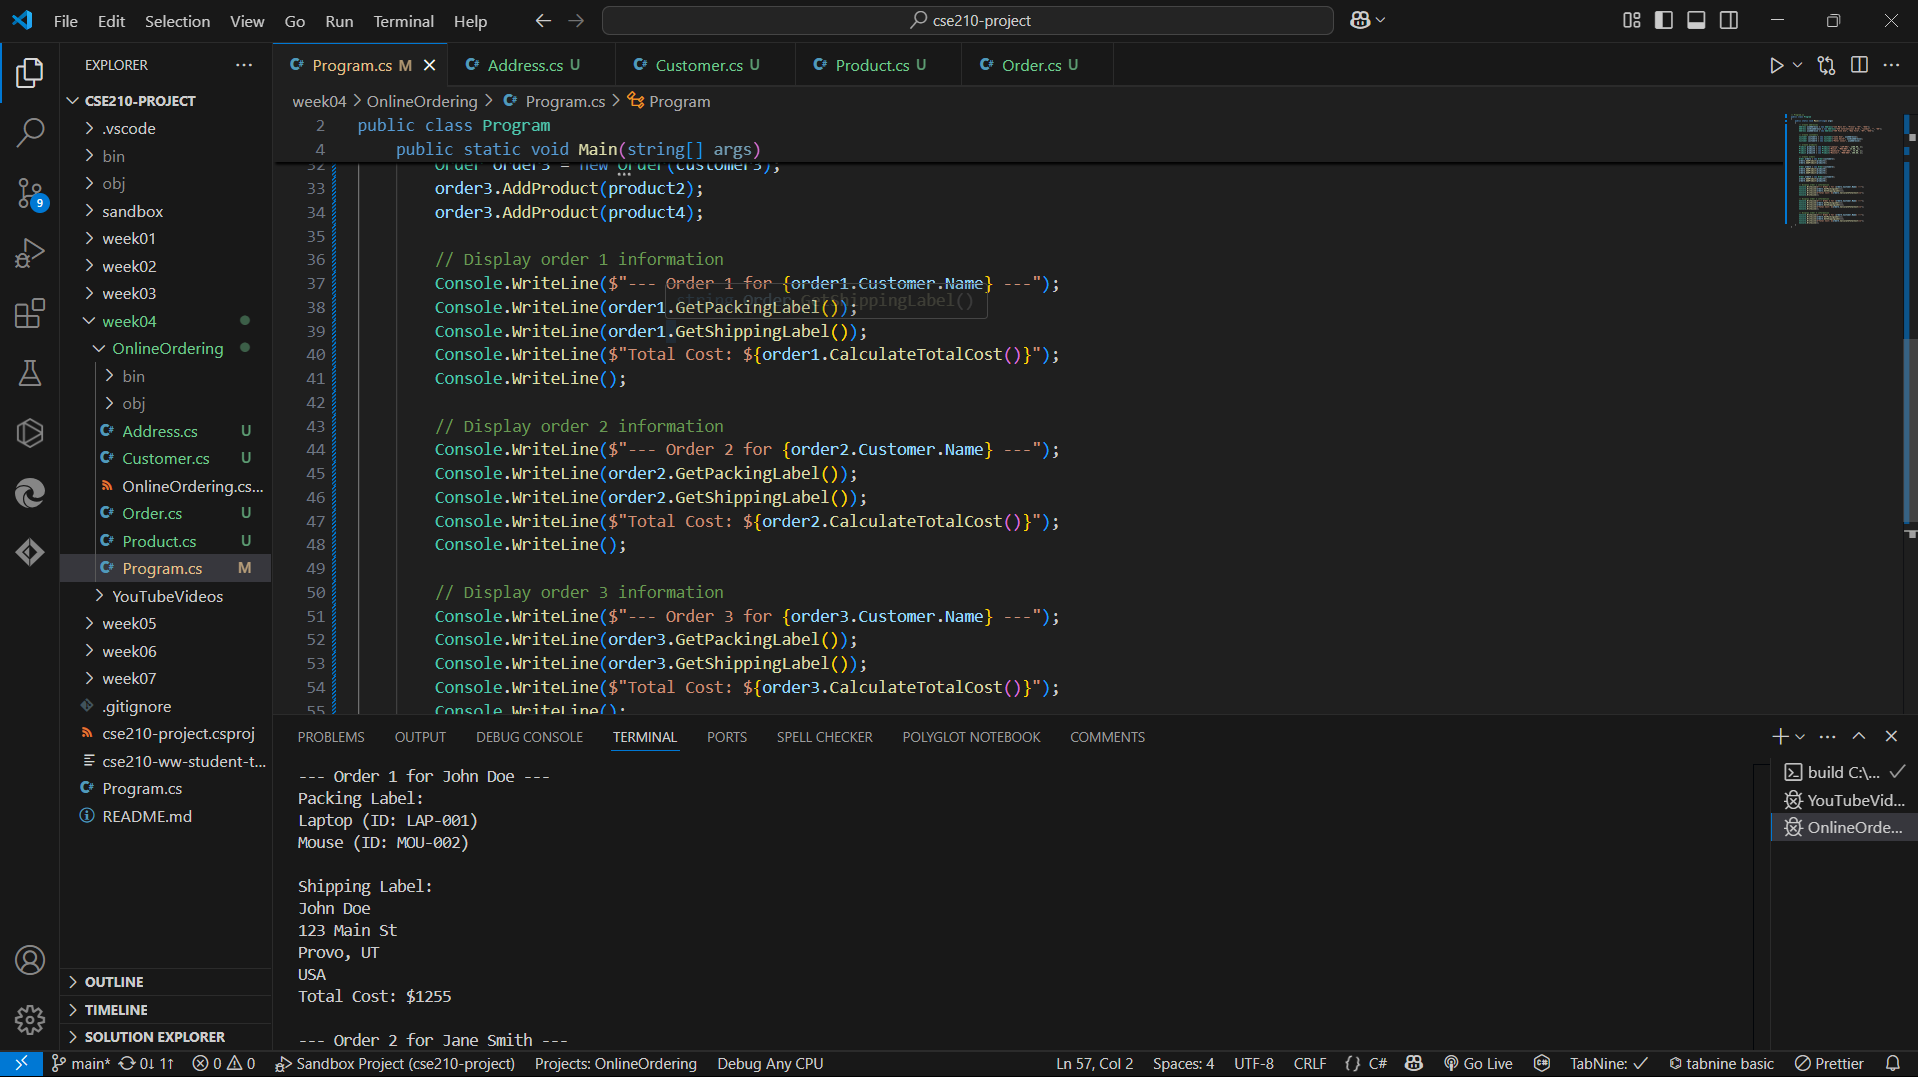 File Edit Selection View Go Run Terminal Help
cse210-project
EXPLORER
CSE210-PROJECT
.vscode
bin
obj
sandbox
week01
week02
week03
week04
OnlineOrdering
bin
obj
Address.cs U
Customer.cs U
OnlineOrdering.cs...
Order.cs U
Product.cs U
Program.cs M
YouTubeVideos
week05
week06
week07
.gitignore
cse210-project.csproj
cse210-ww-student-t...
Program.cs
README.md
OUTLINE
TIMELINE
SOLUTION EXPLORER
9
Program.cs M Address.cs U Customer.cs U Product.cs U Order.cs U
week04 > OnlineOrdering > Program.cs > Program
2 public class Program
4 public static void Main(string[] args)
32 Order order3 = new Order(customer3);
33 order3.AddProduct(product2);
34 order3.AddProduct(product4);
35
36 // Display order 1 information
37 Console.WriteLine($"--- Order 1 for {order1.Customer.Name} ---");
string Order.GetShippingLabel()
38 Console.WriteLine(order1.GetPackingLabel());
39 Console.WriteLine(order1.GetShippingLabel());
40 Console.WriteLine($"Total Cost: ${order1.CalculateTotalCost()}");
41 Console.WriteLine();
42
43 // Display order 2 information
44 Console.WriteLine($"--- Order 2 for {order2.Customer.Name} ---");
45 Console.WriteLine(order2.GetPackingLabel());
46 Console.WriteLine(order2.GetShippingLabel());
47 Console.WriteLine($"Total Cost: ${order2.CalculateTotalCost()}");
48 Console.WriteLine();
49
50 // Display order 3 information
51 Console.WriteLine($"--- Order 3 for {order3.Customer.Name} ---");
52 Console.WriteLine(order3.GetPackingLabel());
53 Console.WriteLine(order3.GetShippingLabel());
54 Console.WriteLine($"Total Cost: ${order3.CalculateTotalCost()}");
55 Console.WriteLine();
PROBLEMS OUTPUT DEBUG CONSOLE TERMINAL PORTS SPELL CHECKER POLYGLOT NOTEBOOK COMMENTS
--- Order 1 for John Doe ---
Packing Label:
Laptop (ID: LAP-001)
Mouse (ID: MOU-002)
Shipping Label:
John Doe
123 Main St
Provo, UT
USA
Total Cost: $1255
--- Order 2 for Jane Smith ---
build C:\...
YouTubeVid...
OnlineOrde...
main* 0↓ 1↑ 0 0 Sandbox Project (cse210-project) Projects: OnlineOrdering Debug Any CPU Ln 57, Col 2 Spaces: 4 UTF-8 CRLF {} C# Go Live TabNine: ✓ tabnine basic Prettier